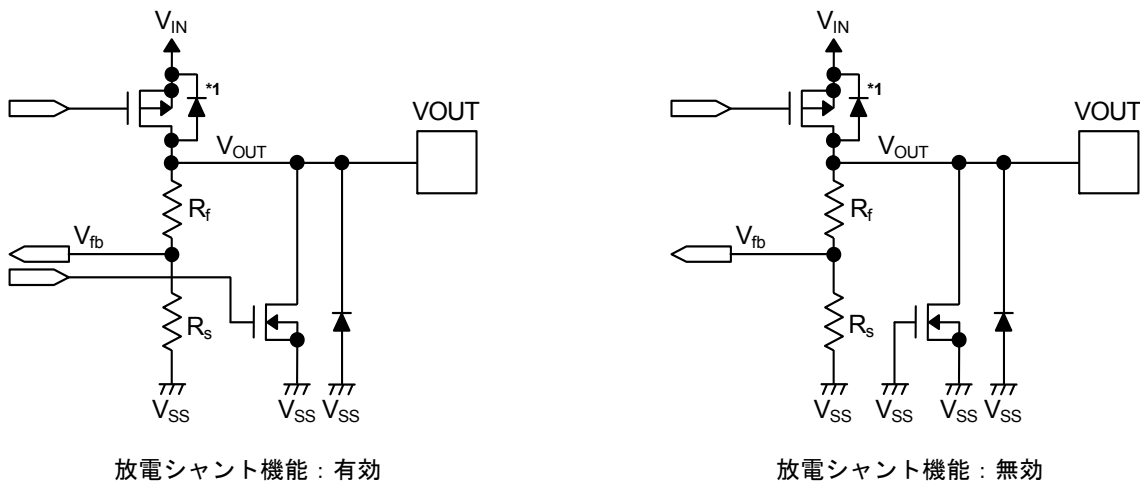 V_IN
*1
VOUT
V_OUT
R_f
V_fb
R_s
V_SS V_SS V_SS
放電シャント機能：有効
V_IN
*1
VOUT
V_OUT
R_f
V_fb
R_s
V_SS V_SS V_SS V_SS
放電シャント機能：無効